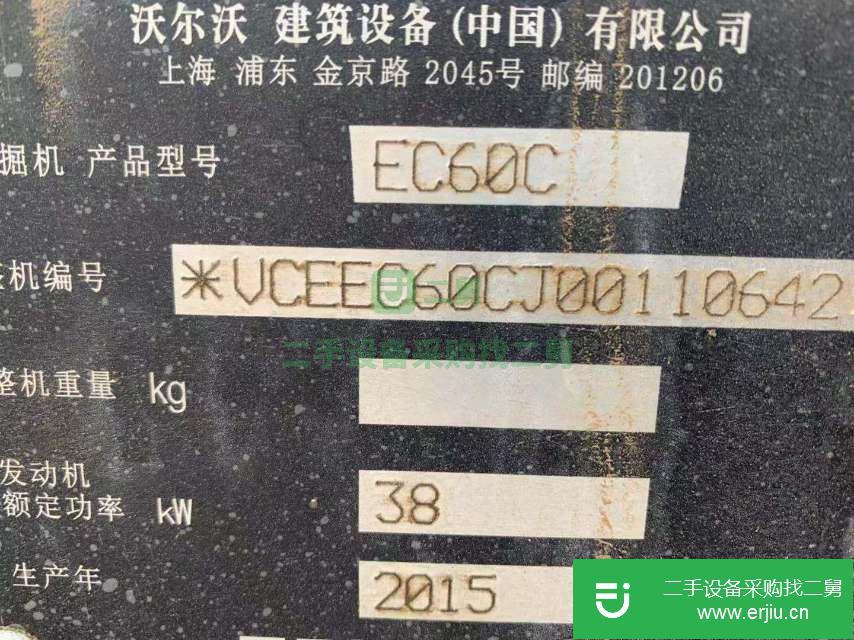 沃尔沃 建筑设备(中国)有限公司
上海 浦东 金京路 2045号 邮编 201206
掘机 产品型号 EC60C
机编号 *VCEEC60CJ00110642
二手设备采购找二舅
整机重量 kg
发动机
额定功率 kW 38
生产年 2015
二手设备采购找二舅
www.erjiu.cn